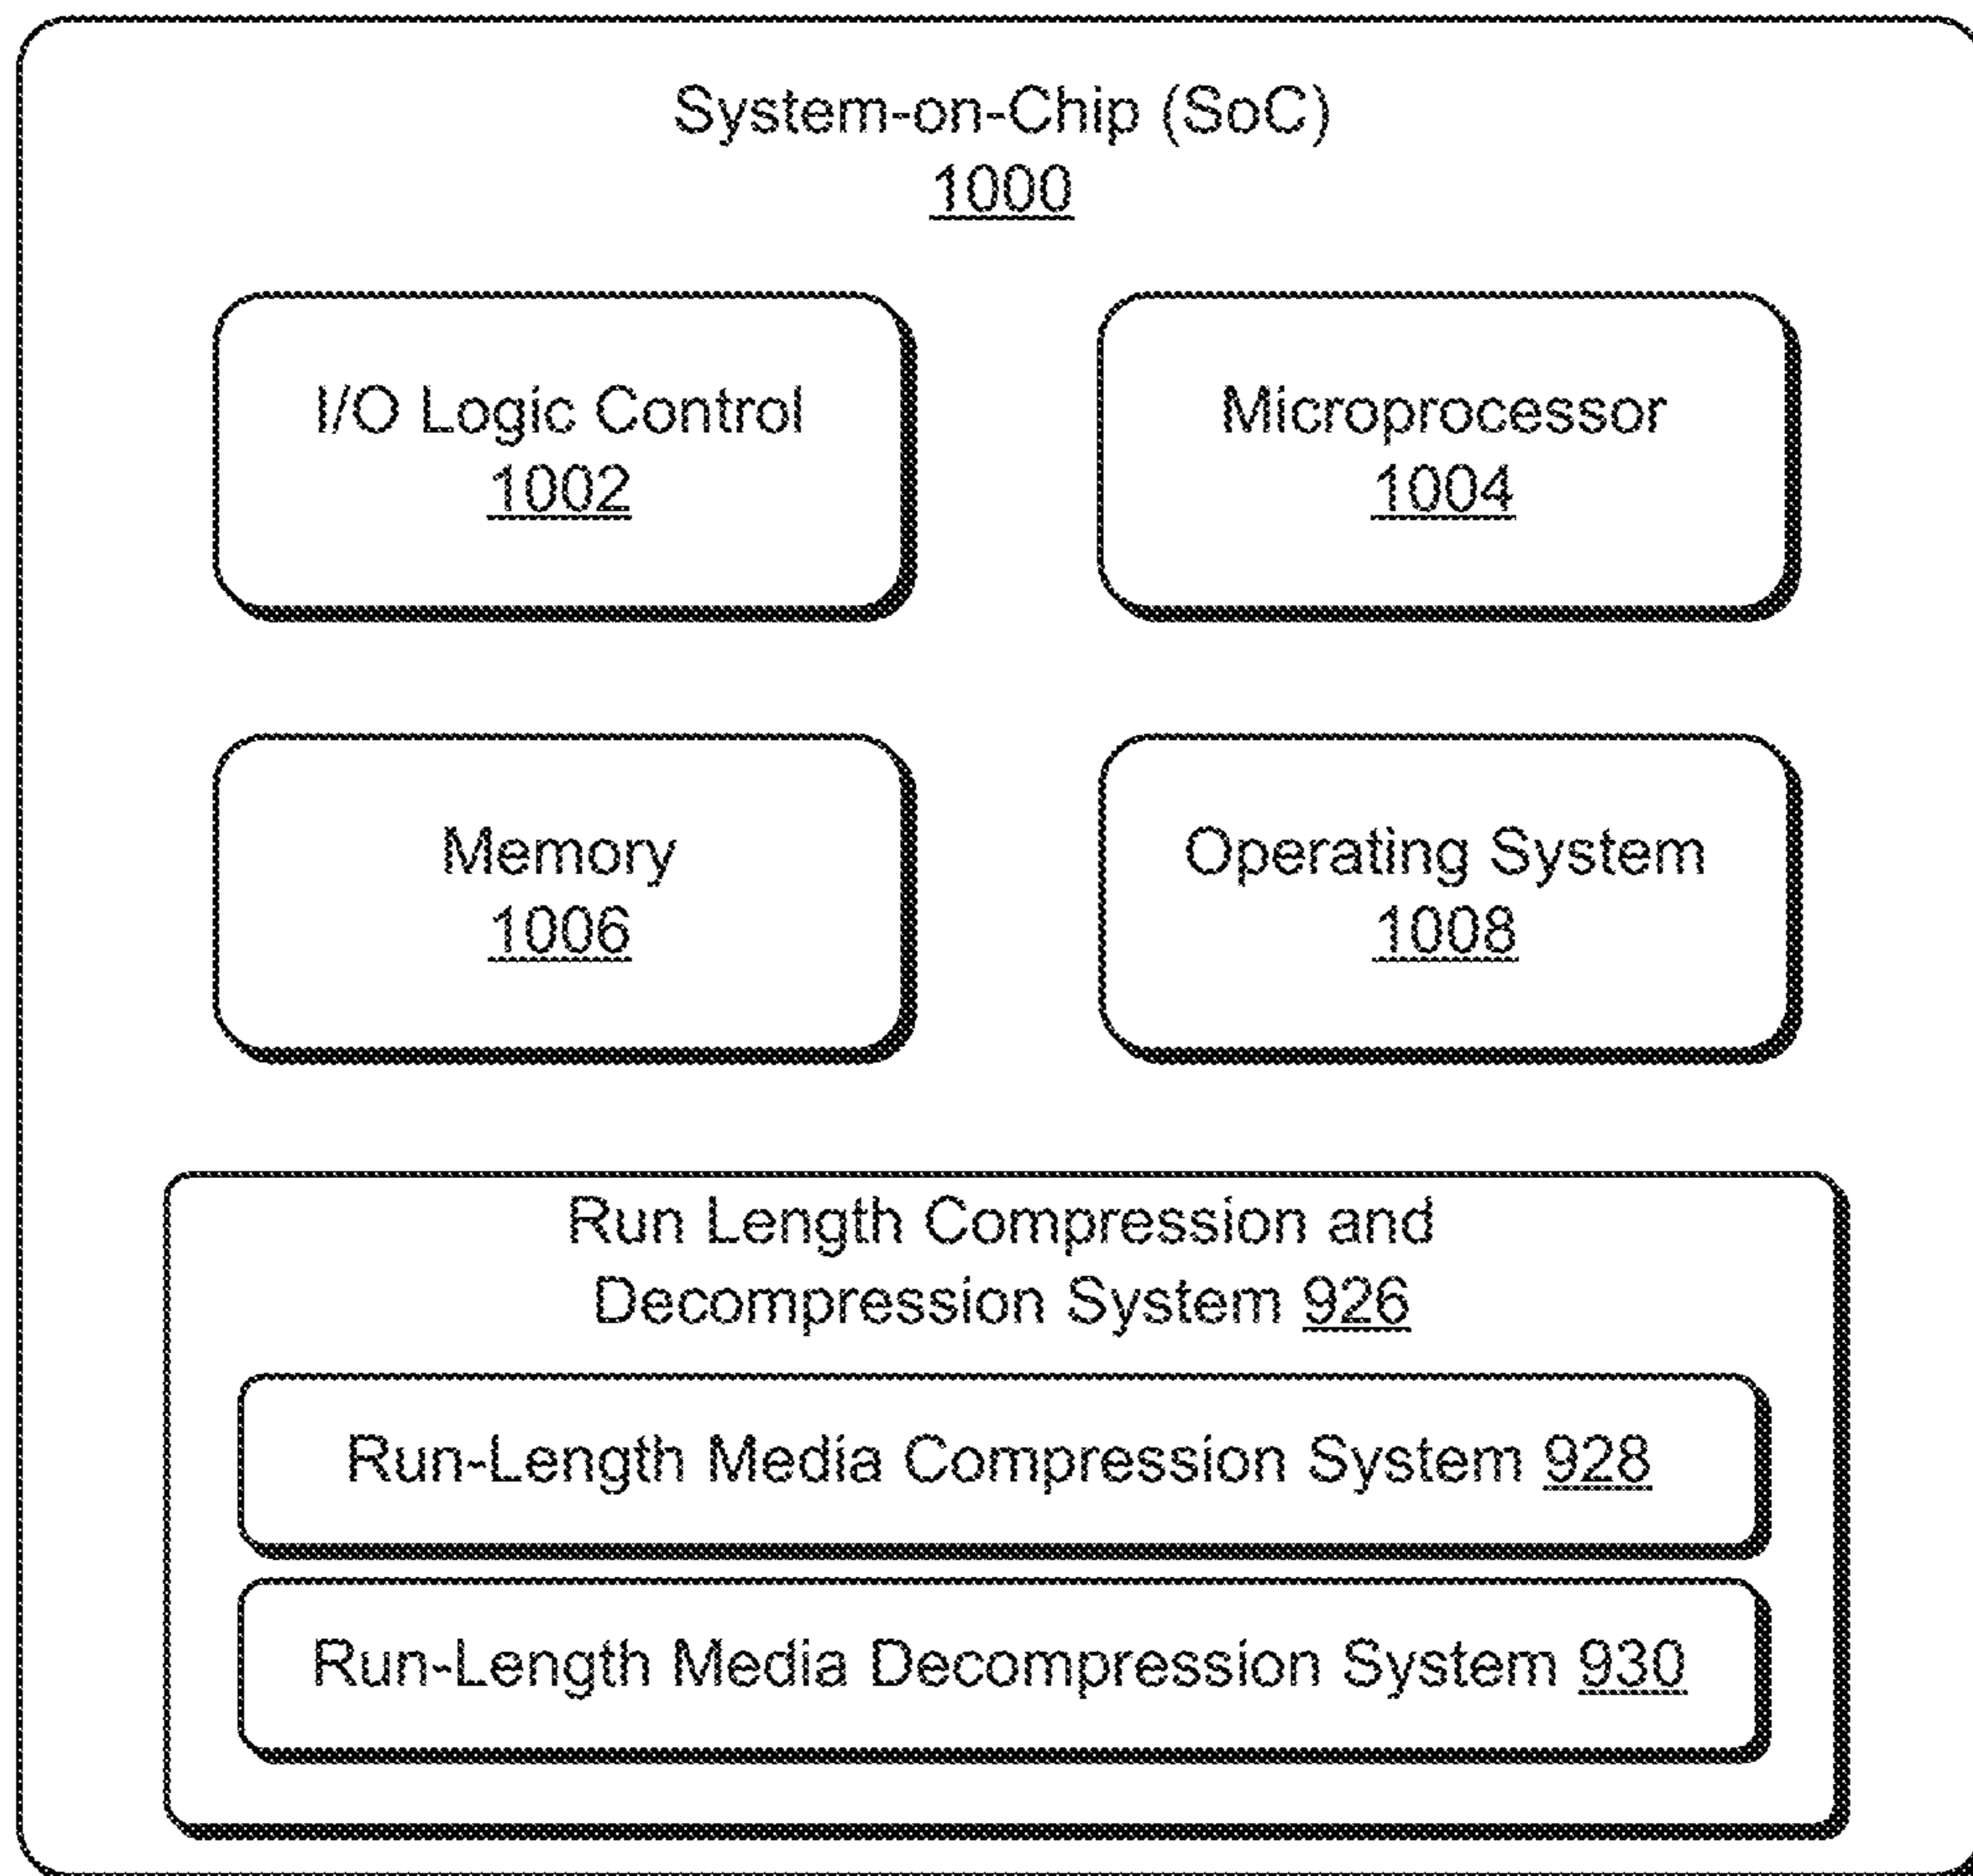 System-on-Chip (SoC)
1000
I/O Logic Control
1002
Microprocessor
1004
Memory
1006
Operating System
1008
Run Length Compression and
Decompression System 926
Run-Length Media Compression System 928
Run-Length Media Decompression System 930